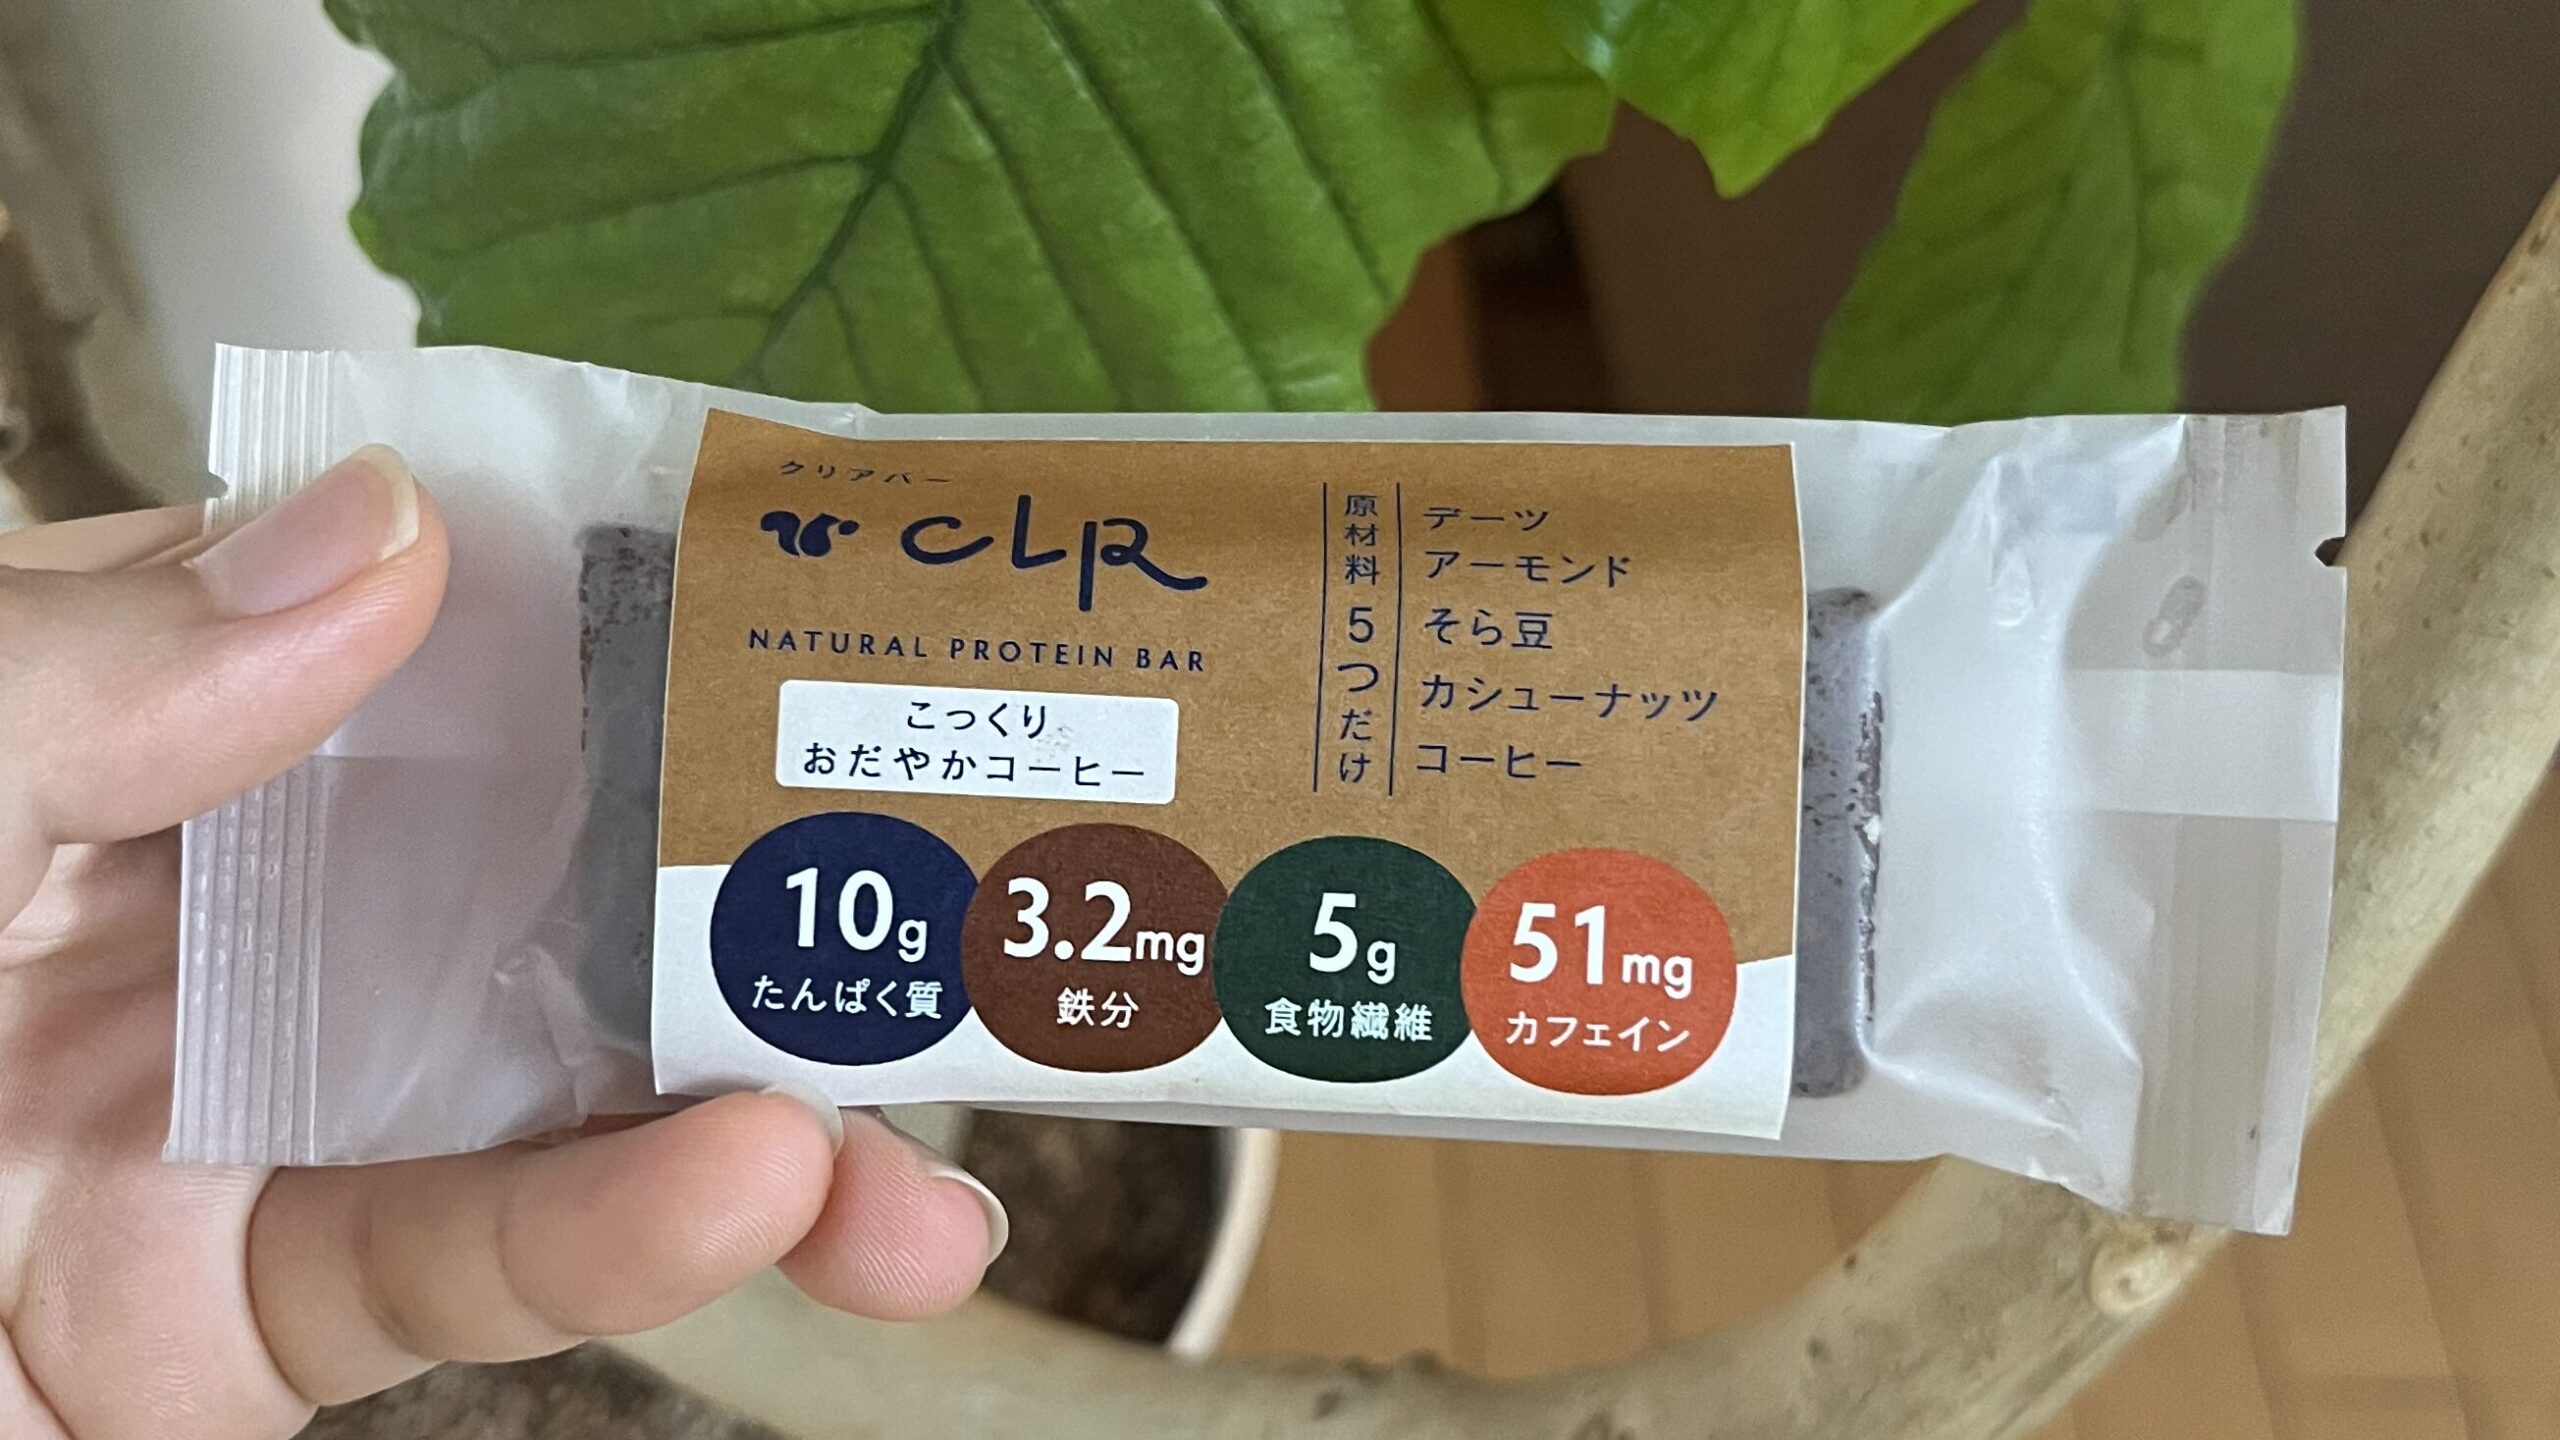 クリアバー
CLR
NATURAL PROTEIN BAR
こっくり
おだやかコーヒー
原材料5つだけ
デーツ
アーモンド
そら豆
カシューナッツ
コーヒー
10g
たんぱく質
3.2mg
鉄分
5g
食物繊維
51mg
カフェイン